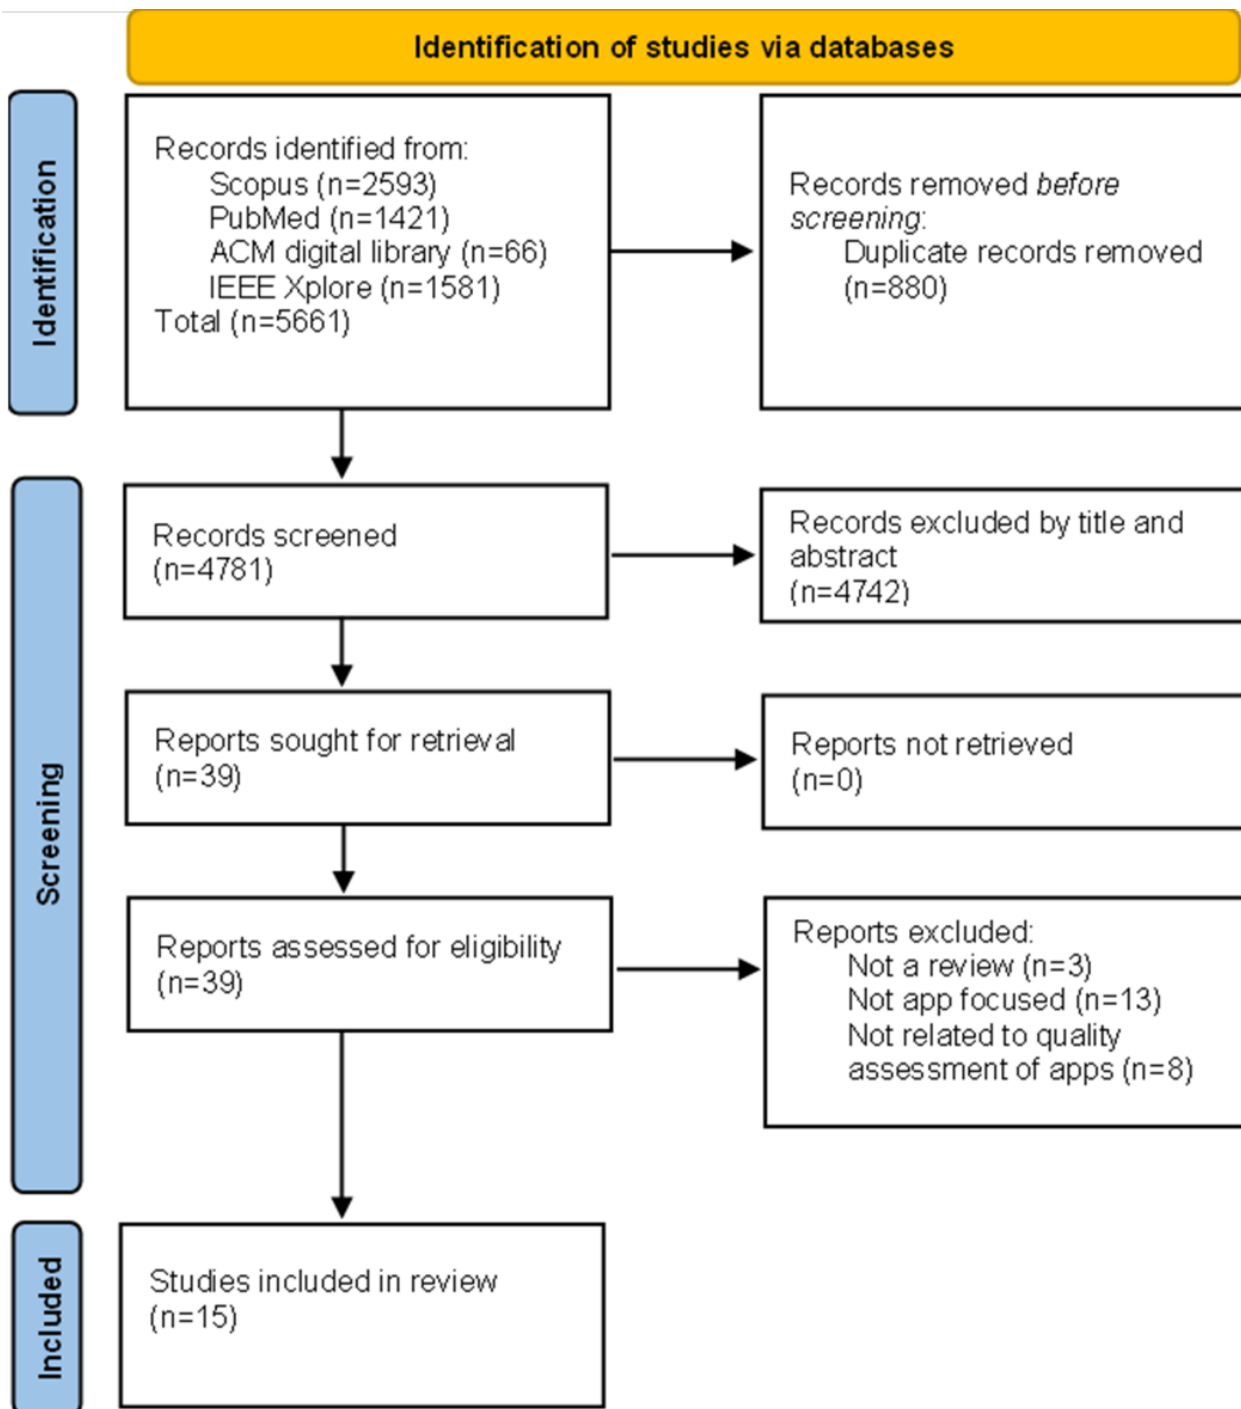 Identification of studies via databases
Identification
Records identified from:
Scopus (n=2593)
PubMed (n=1421)
ACM digital library (n=66)
IEEE Xplore (n=1581)
Total (n=5661)
Records removed before
screening:
Duplicate records removed
(n=880)
Screening
Records screened
(n=4781)
Records excluded by title and
abstract
(n=4742)
Reports sought for retrieval
(n=39)
Reports not retrieved
(n=0)
Reports assessed for eligibility
(n=39)
Reports excluded:
Not a review (n=3)
Not app focused (n=13)
Not related to quality
assessment of apps (n=8)
Included
Studies included in review
(n=15)